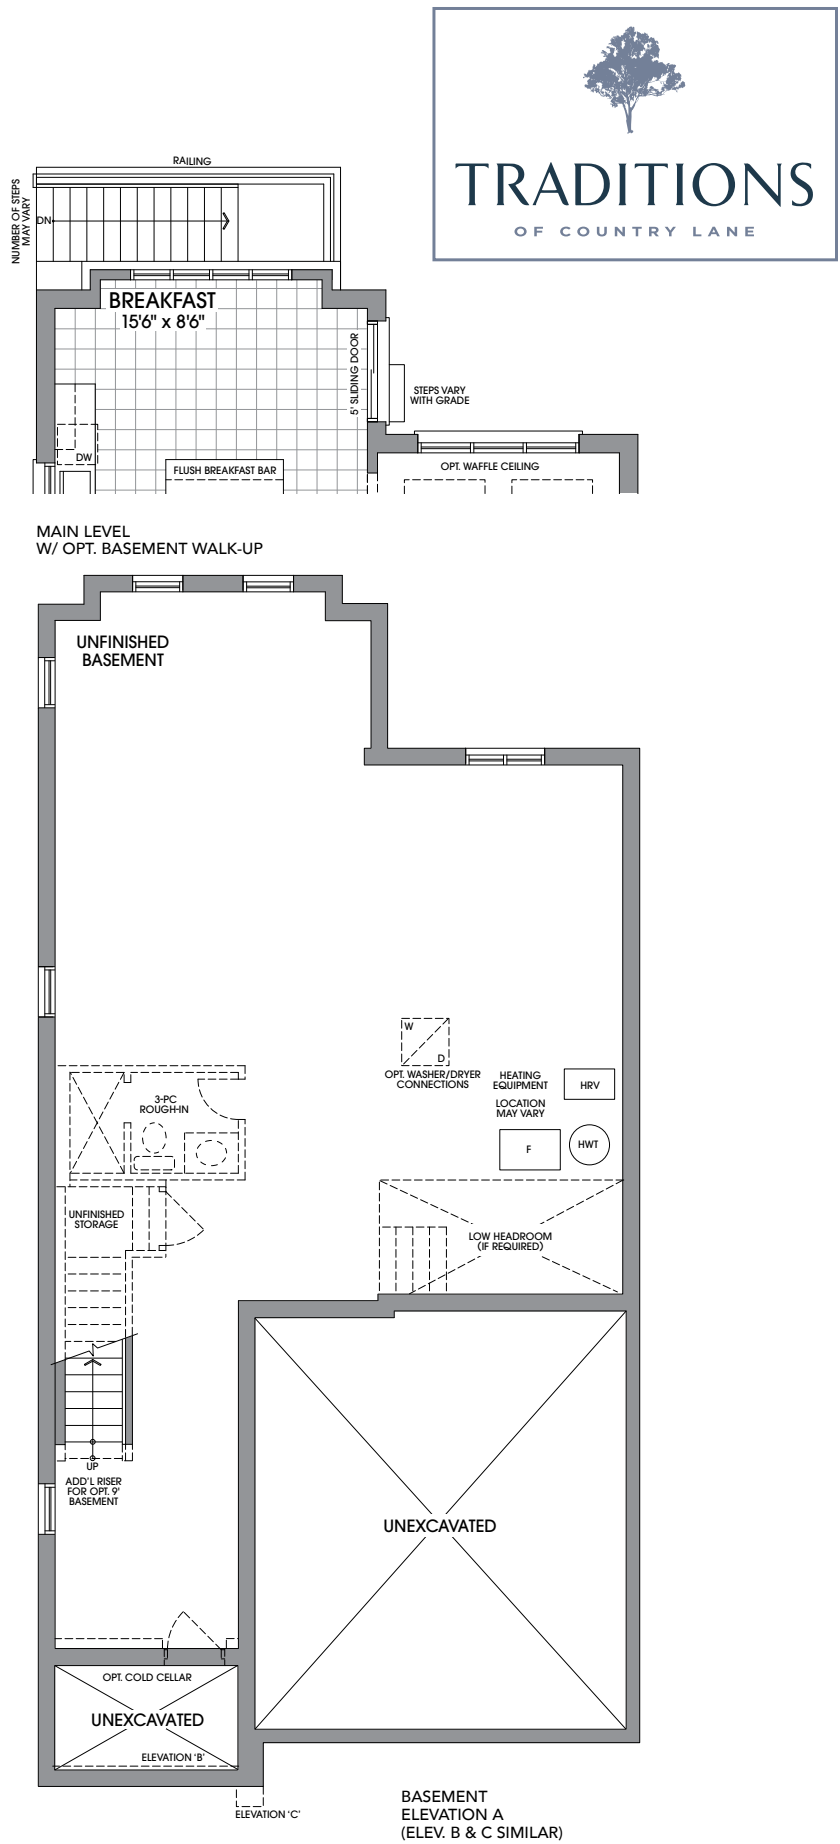 TRADITIONS
OF COUNTRY LANE
RAILING
NUMBER OF STEPS
MAY VARY
DN
BREAKFAST
15'6" x 8'6"
5' SLIDING DOOR
STEPS VARY
WITH GRADE
DW
FLUSH BREAKFAST BAR
OPT. WAFFLE CEILING
MAIN LEVEL
W/ OPT. BASEMENT WALK-UP
UNFINISHED
BASEMENT
W
D
OPT. WASHER/DRYER
CONNECTIONS
HEATING
EQUIPMENT
LOCATION
MAY VARY
HRV
F
HWT
3-PC
ROUGH-IN
UNFINISHED
STORAGE
LOW HEADROOM
(IF REQUIRED)
UP
ADD'L RISER
FOR OPT. 9'
BASEMENT
UNEXCAVATED
OPT. COLD CELLAR
UNEXCAVATED
ELEVATION 'B'
ELEVATION 'C'
BASEMENT
ELEVATION A
(ELEV. B & C SIMILAR)